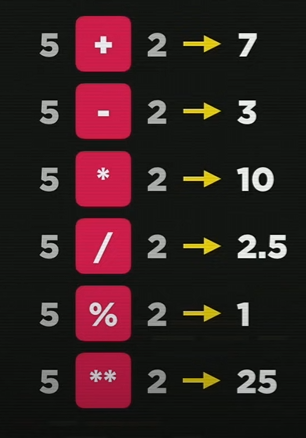 5 + 2 → 7
5 - 2 → 3
5 * 2 → 10
5 / 2 → 2.5
5 % 2 → 1
5 ** 2 → 25